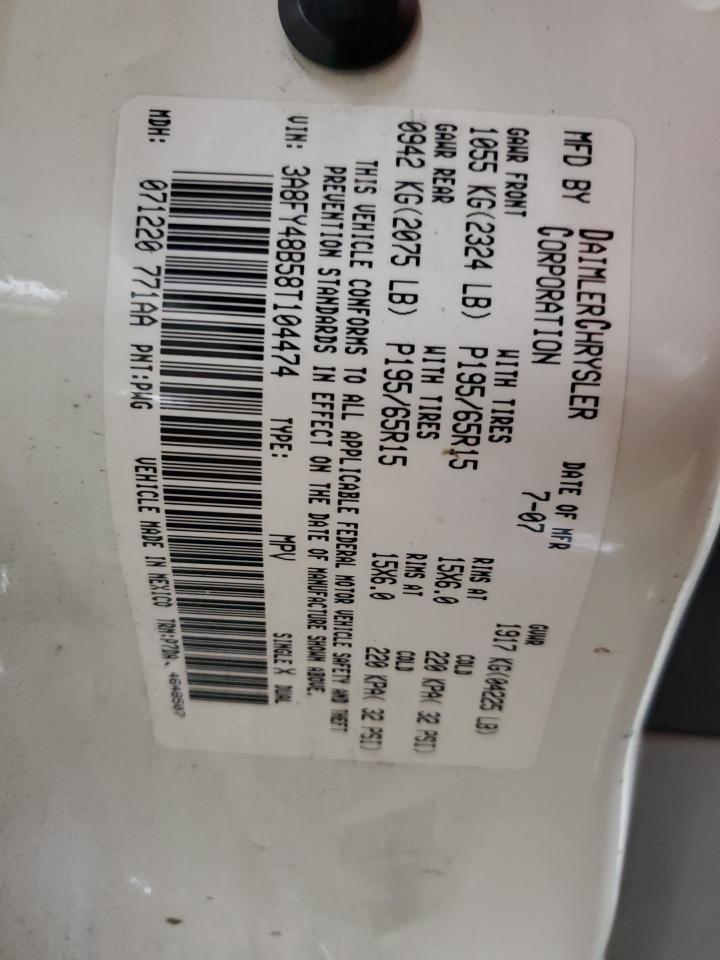 MFD BY DAIMLERCHRYSLER CORPORATION
DATE OF MFR 7-07
GVWR 1917 KG(04225 LB)
GAWR FRONT WITH TIRES RIMS AT COLD
1055 KG(2324 LB) P195/65R15 15X6.0 220 KPA( 32 PSI)
GAWR REAR WITH TIRES RIMS AT COLD
0942 KG(2075 LB) P195/65R15 15X6.0 220 KPA( 32 PSI)
THIS VEHICLE CONFORMS TO ALL APPLICABLE FEDERAL MOTOR VEHICLE SAFETY AND THEFT
PREVENTION STANDARDS IN EFFECT ON THE DATE OF MANUFACTURE SHOWN ABOVE.
VIN: 3A8FY48B58T104474 TYPE: MPV SINGLE X DUAL
MDH: 071220 771AA PNT:PWG VEHICLE MADE IN MEXICO